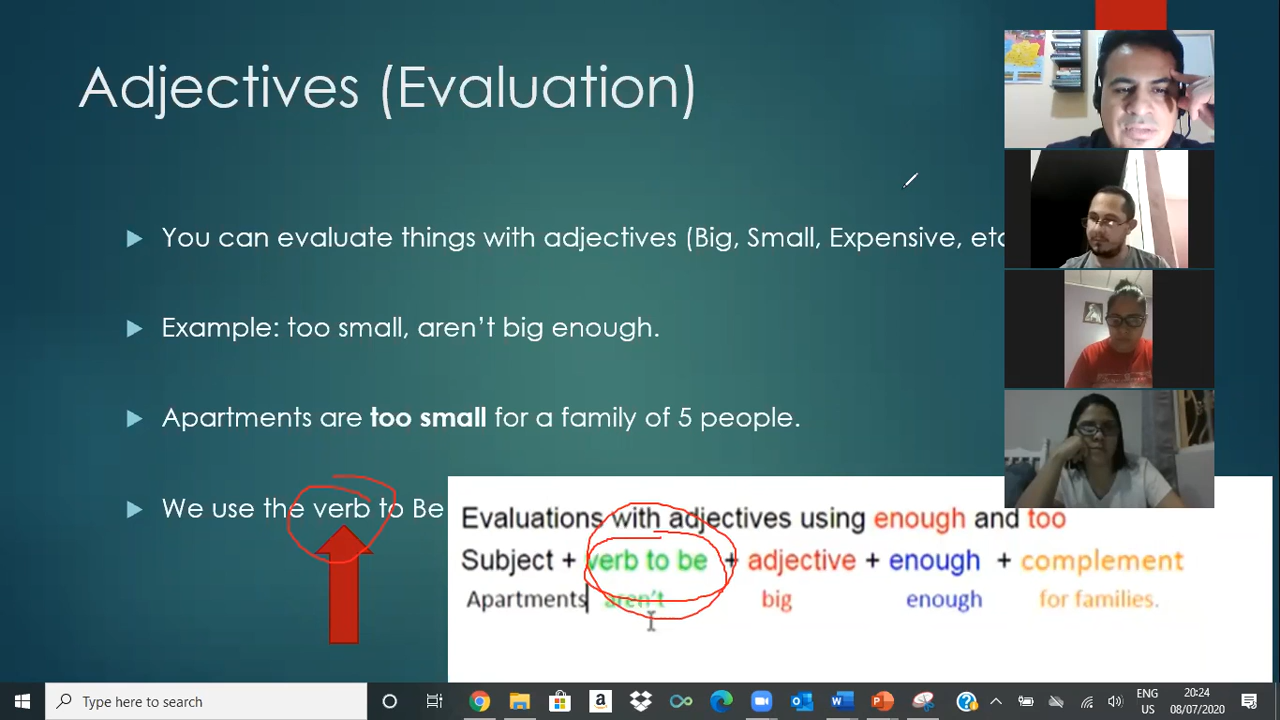 Adjectives (Evaluation)
You can evaluate things with adjectives (Big, Small, Expensive, etc
Example: too small, aren't big enough.
Apartments are too small for a family of 5 people.
We use the verb to Be
Evaluations with adjectives using enough and too
Subject + verb to be + adjective + enough + complement
Apartments aren't big enough for families.
Type here to search
ENG
US
20:24
08/07/2020